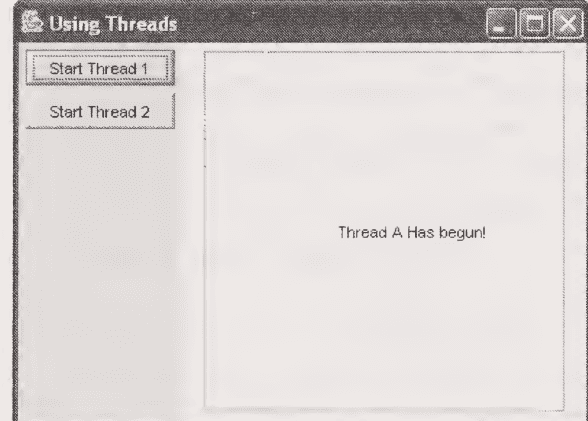 Using Threads
Start Thread 1
Start Thread 2
Thread A Has begun!